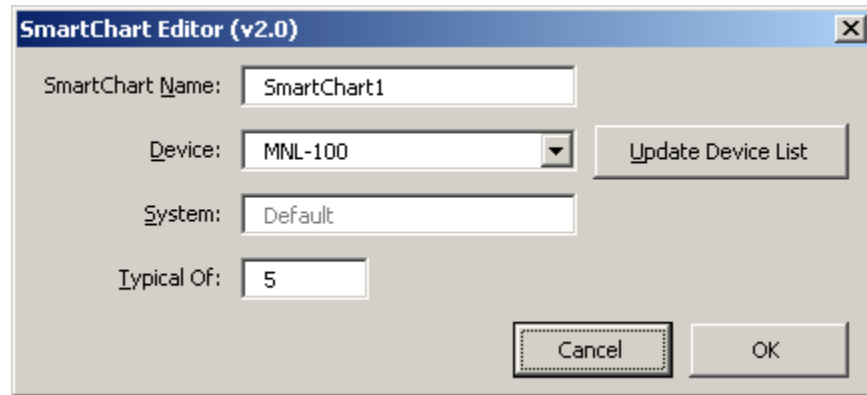 SmartChart Editor (v2.0)
SmartChart Name: SmartChart1
Device: MNL-100 Update Device List
System: Default
Typical Of: 5
Cancel OK